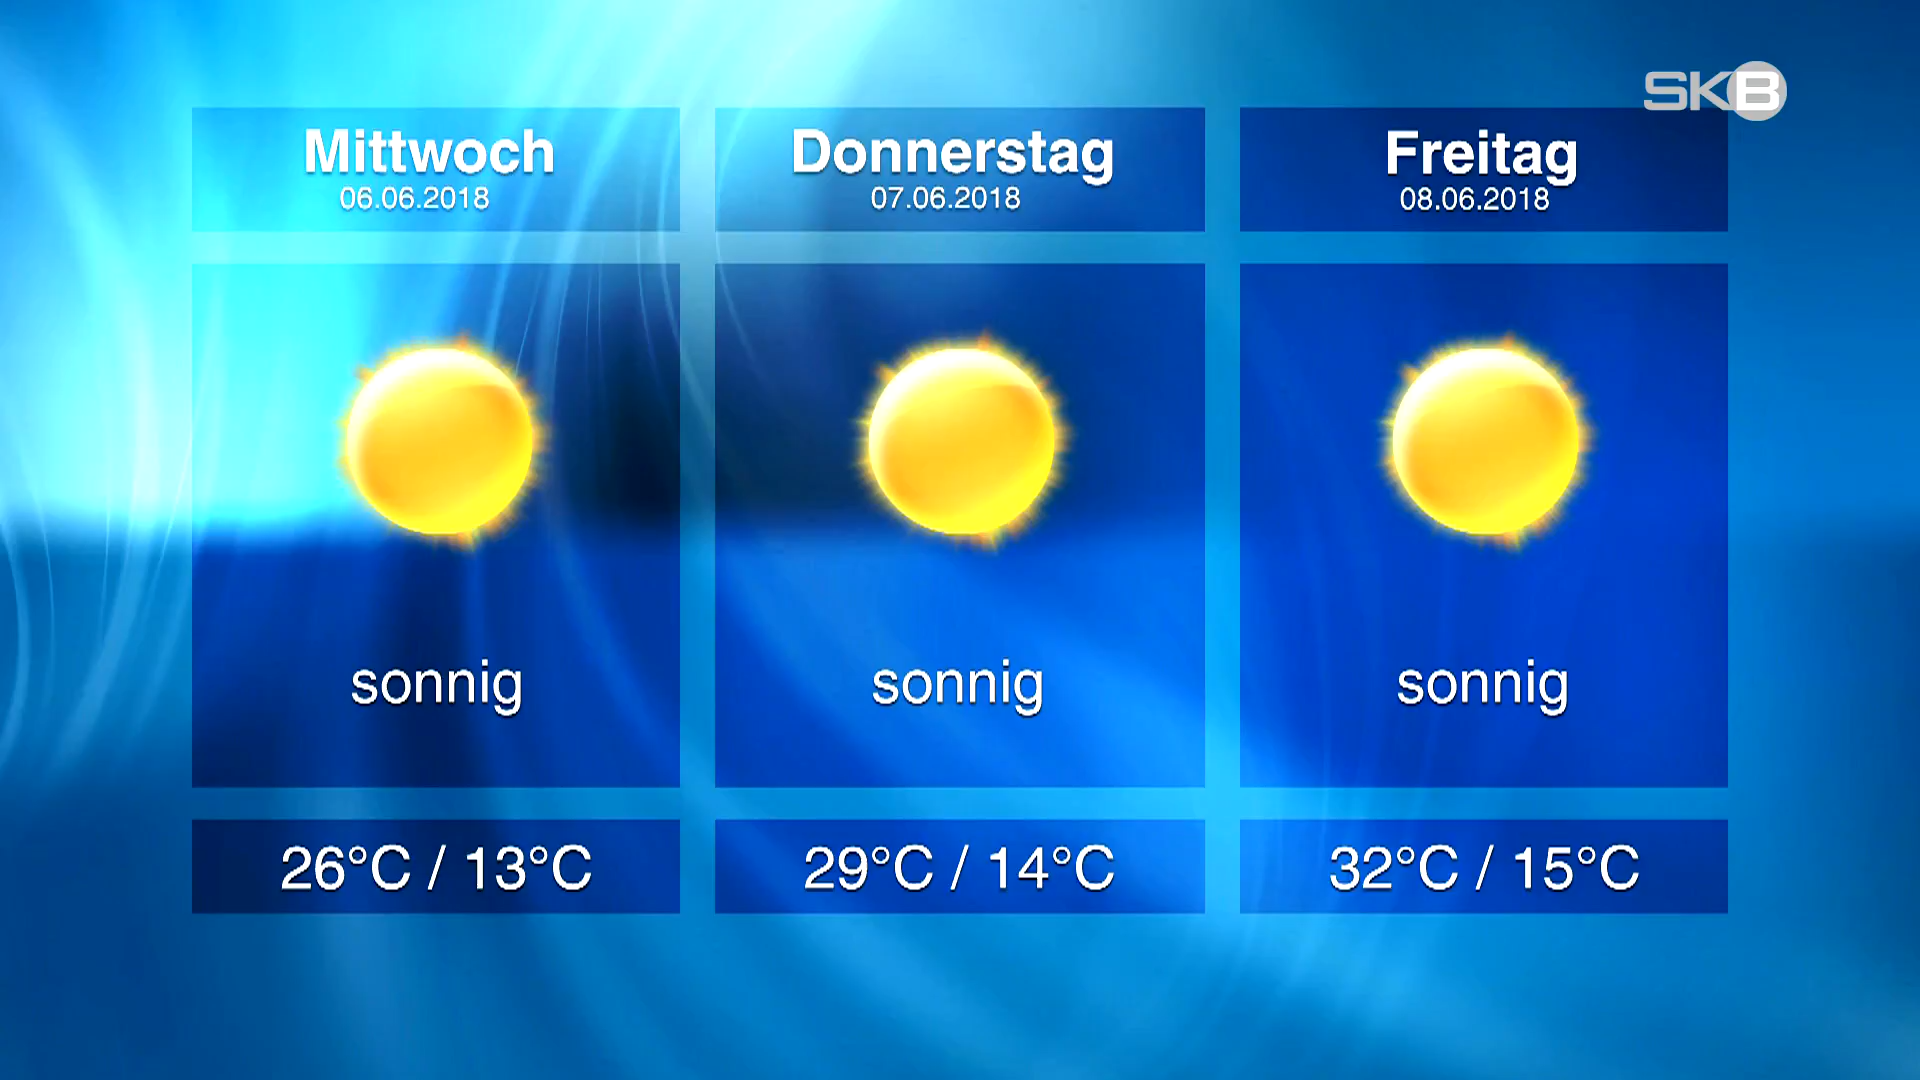 SKB
Mittwoch
06.06.2018
Donnerstag
07.06.2018
Freitag
08.06.2018
sonnig
sonnig
sonnig
26°C / 13°C
29°C / 14°C
32°C / 15°C